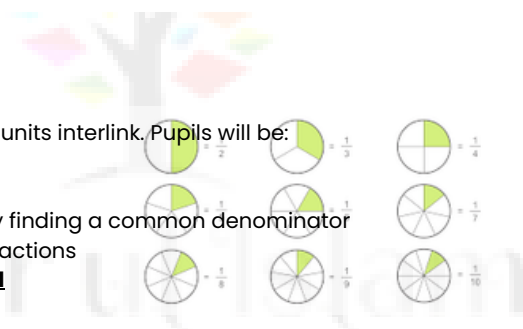 units interlink. Pupils will be:
= 1/2 = 1/3 = 1/4
finding a common denominator
= 1/7
actions
= 1/8 = 1/9 = 1/10